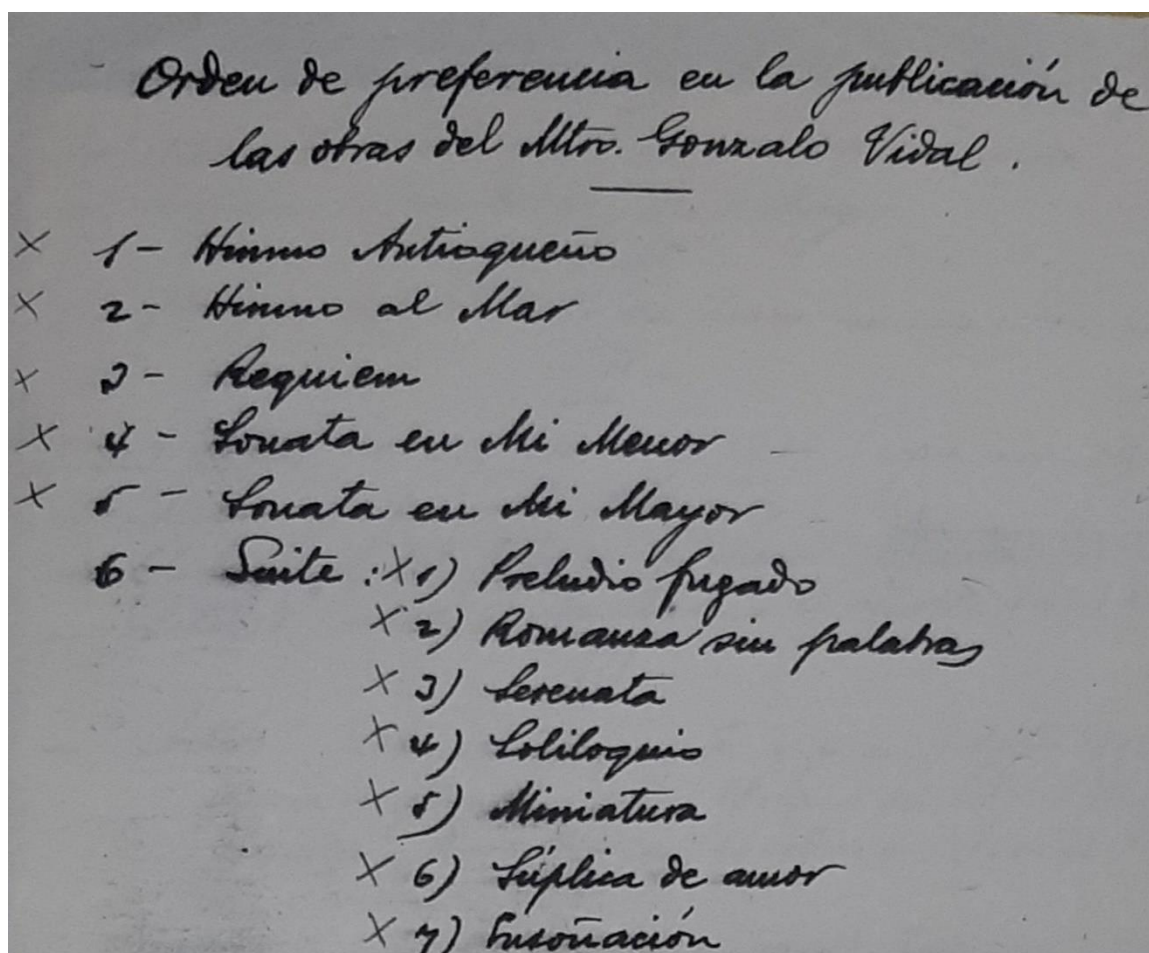 Orden de preferencia en la publicación de
las obras del Mtro. Gonzalo Vidal.
x 1- Himno Antioqueño
x 2- Himno al Mar
x 3- Requiem
x 4- Sonata en Mi Menor
x 5- Sonata en Mi Mayor
6- Suite: x 1) Preludio fugado
x 2) Romanza sin palabras
x 3) Serenata
x 4) Soliloquio
x 5) Miniatura
x 6) Súplica de amor
x 7) Ensoñación